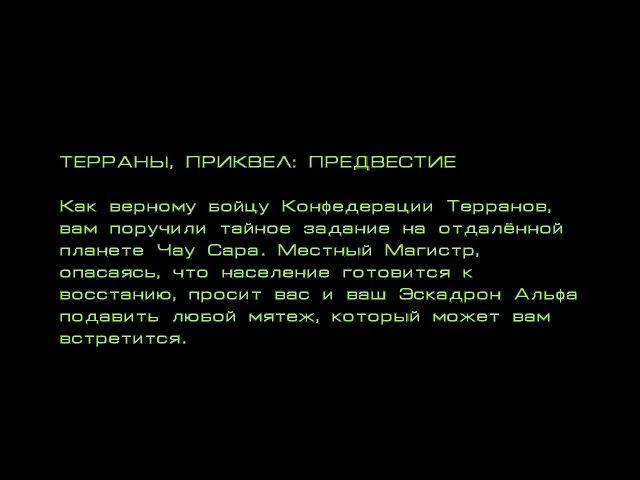 ТЕРРАНЫ, ПРИКВЕЛ: ПРЕДВЕСТИЕ
Как верному бойцу Конфедерации Терранов,
вам поручили тайное задание на отдалённой
планете Чау Сара. Местный Магистр,
опасаясь, что население готовится к
восстанию, просит вас и ваш Эскадрон Альфа
подавить любой мятеж, который может вам
встретится.